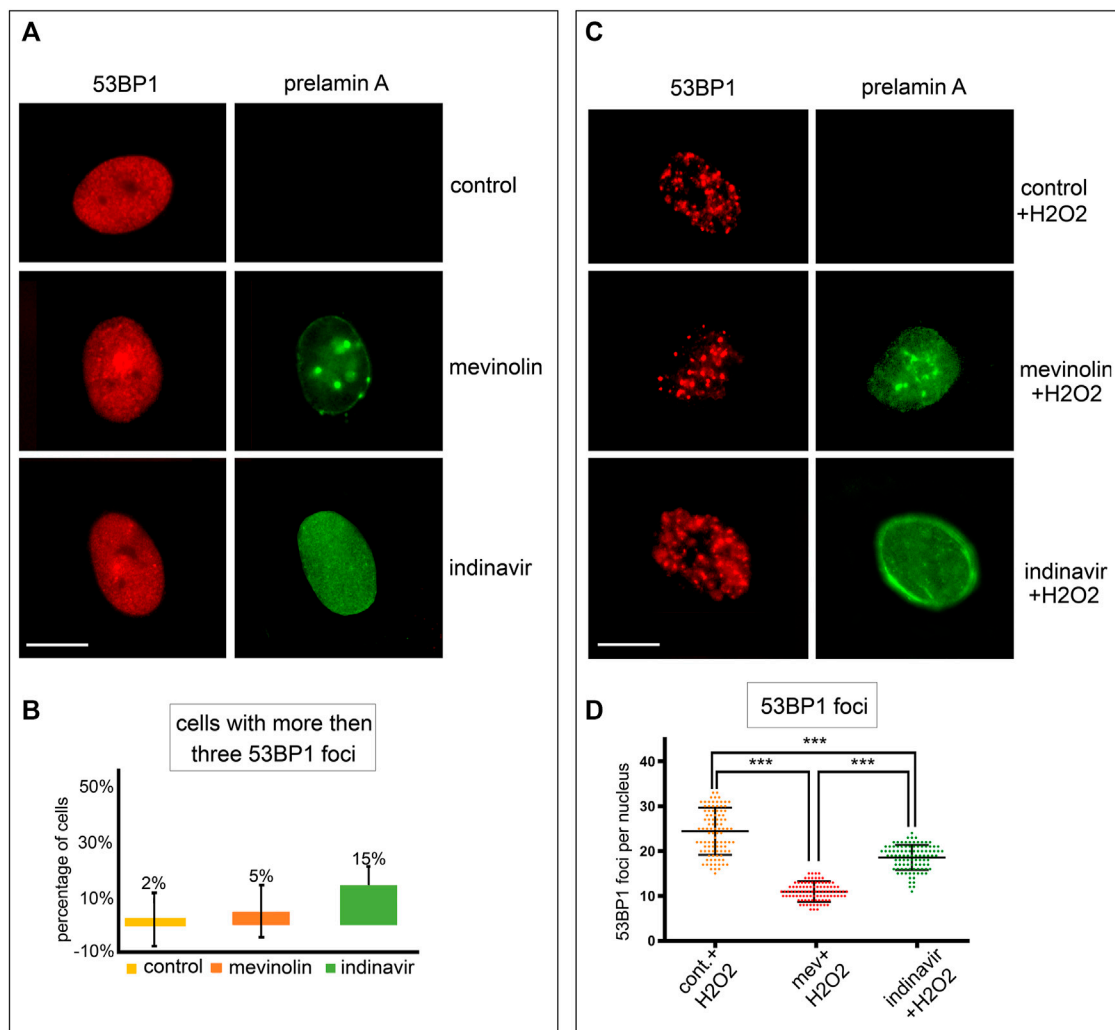 A
53BP1
prelamin A
control
mevinolin
indinavir
B
cells with more then
three 53BP1 foci
percentage of cells
50%
30%
10%
-10%
2%
5%
15%
control
mevinolin
indinavir
C
53BP1
prelamin A
control
+H2O2
mevinolin
+H2O2
indinavir
+H2O2
D
53BP1 foci
53BP1 foci per nucleus
40
30
20
10
0
***
***
***
cont.+
H2O2
mev+
H2O2
indinavir
+H2O2